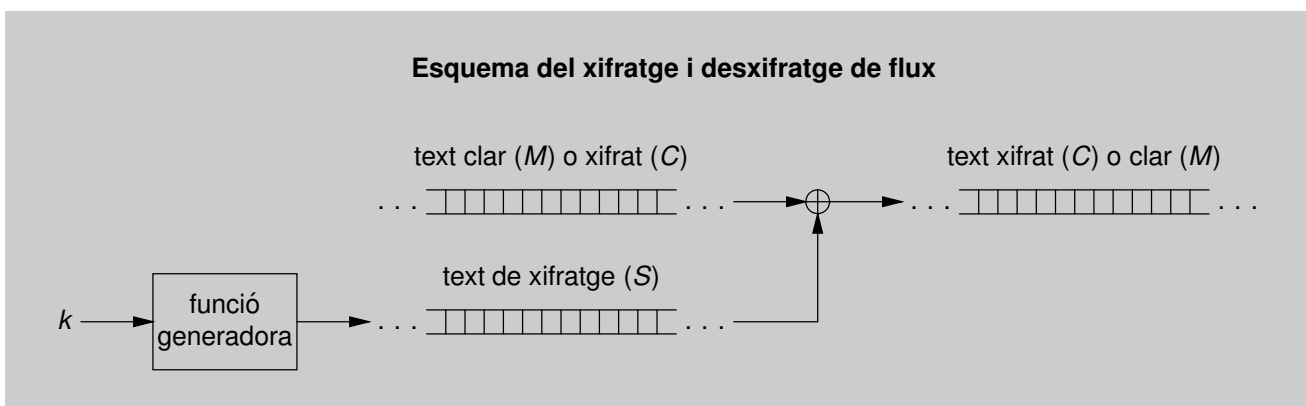 Esquema del xifratge i desxifratge de flux
text clar (M) o xifrat (C)
text xifrat (C) o clar (M)
. . . . . . . . . . . .
text de xifratge (S)
k
funció
generadora
. . . . . .